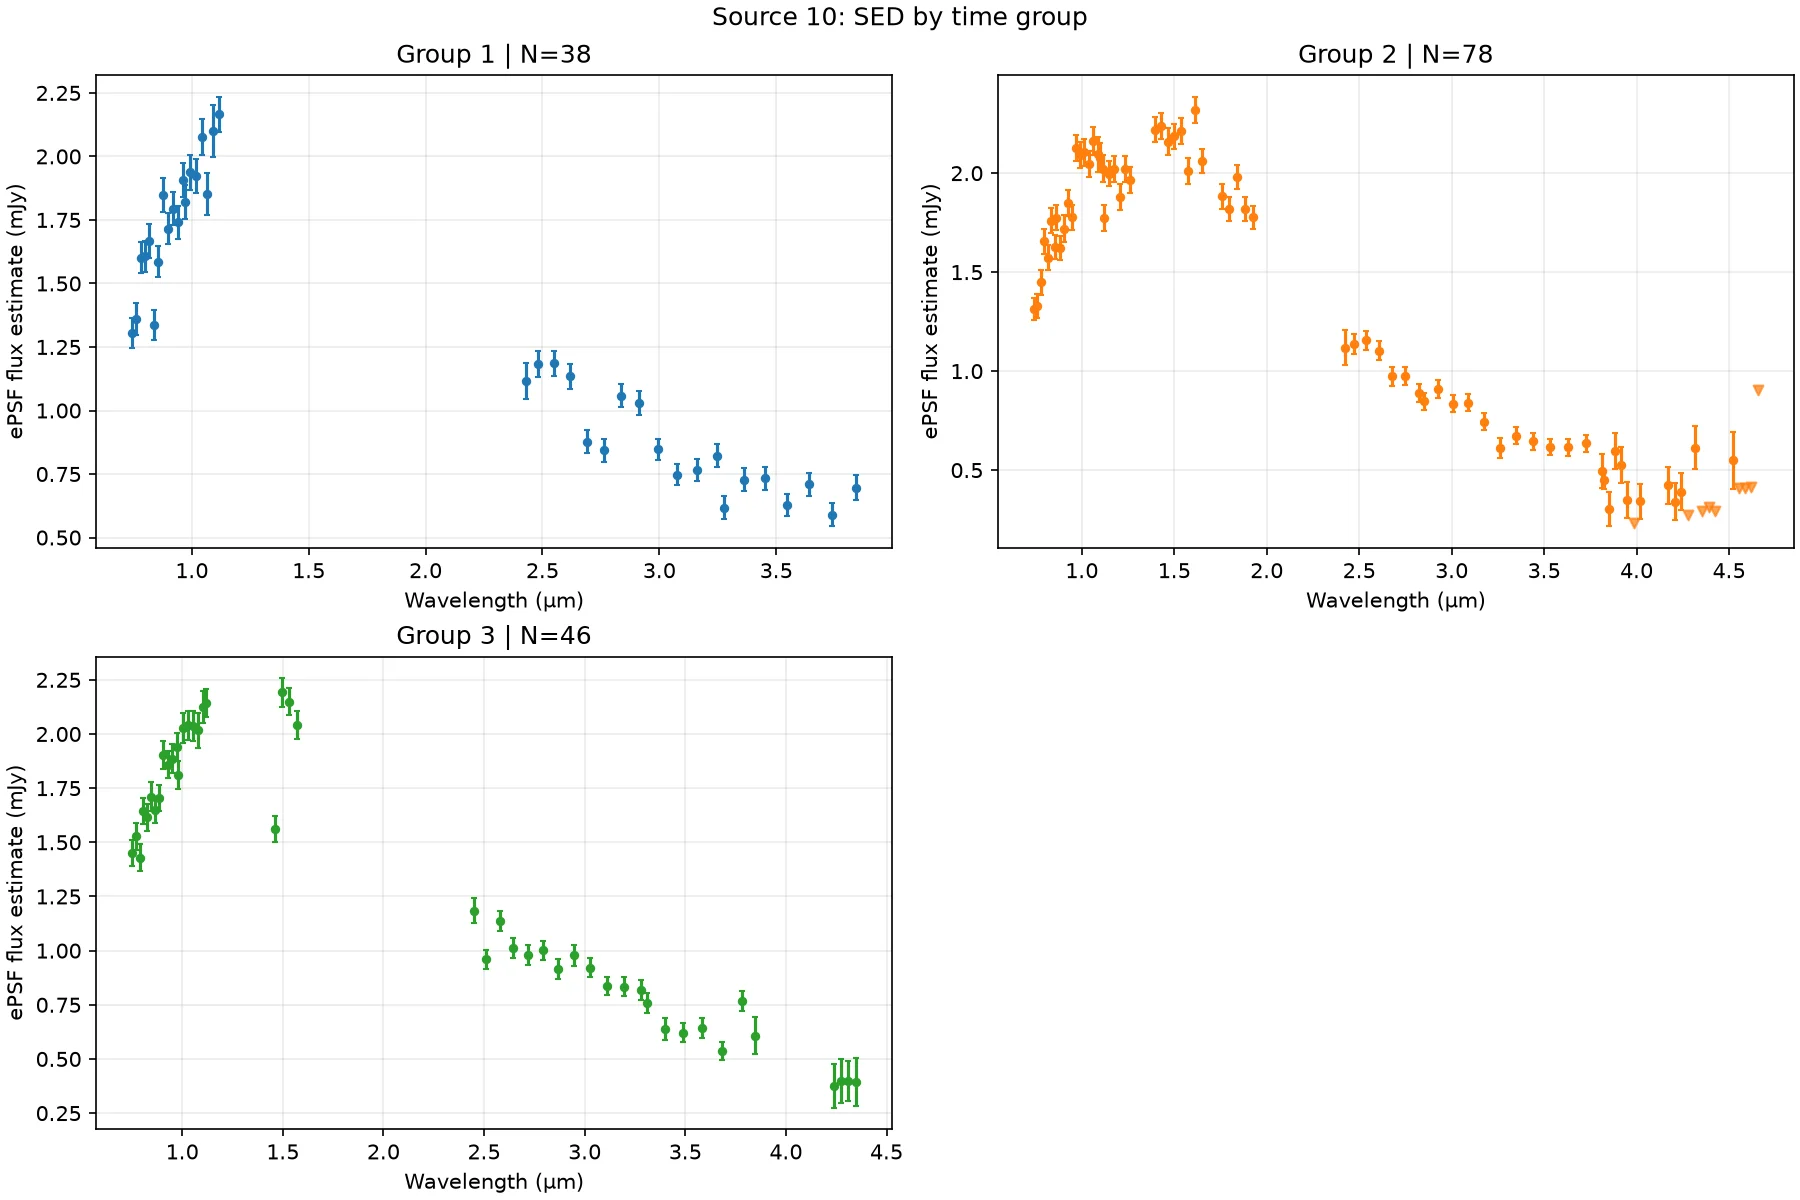 Source 10: SED by time group
Group 1 | N=38
2.25
2.00
1.75
1.50
1.25
1.00
0.75
0.50
ePSF flux estimate (mJy)
1.0 1.5 2.0 2.5 3.0 3.5
Wavelength (μm)
Group 2 | N=78
2.0
1.5
1.0
0.5
ePSF flux estimate (mJy)
1.0 1.5 2.0 2.5 3.0 3.5 4.0 4.5
Wavelength (μm)
Group 3 | N=46
2.25
2.00
1.75
1.50
1.25
1.00
0.75
0.50
0.25
ePSF flux estimate (mJy)
1.0 1.5 2.0 2.5 3.0 3.5 4.0 4.5
Wavelength (μm)